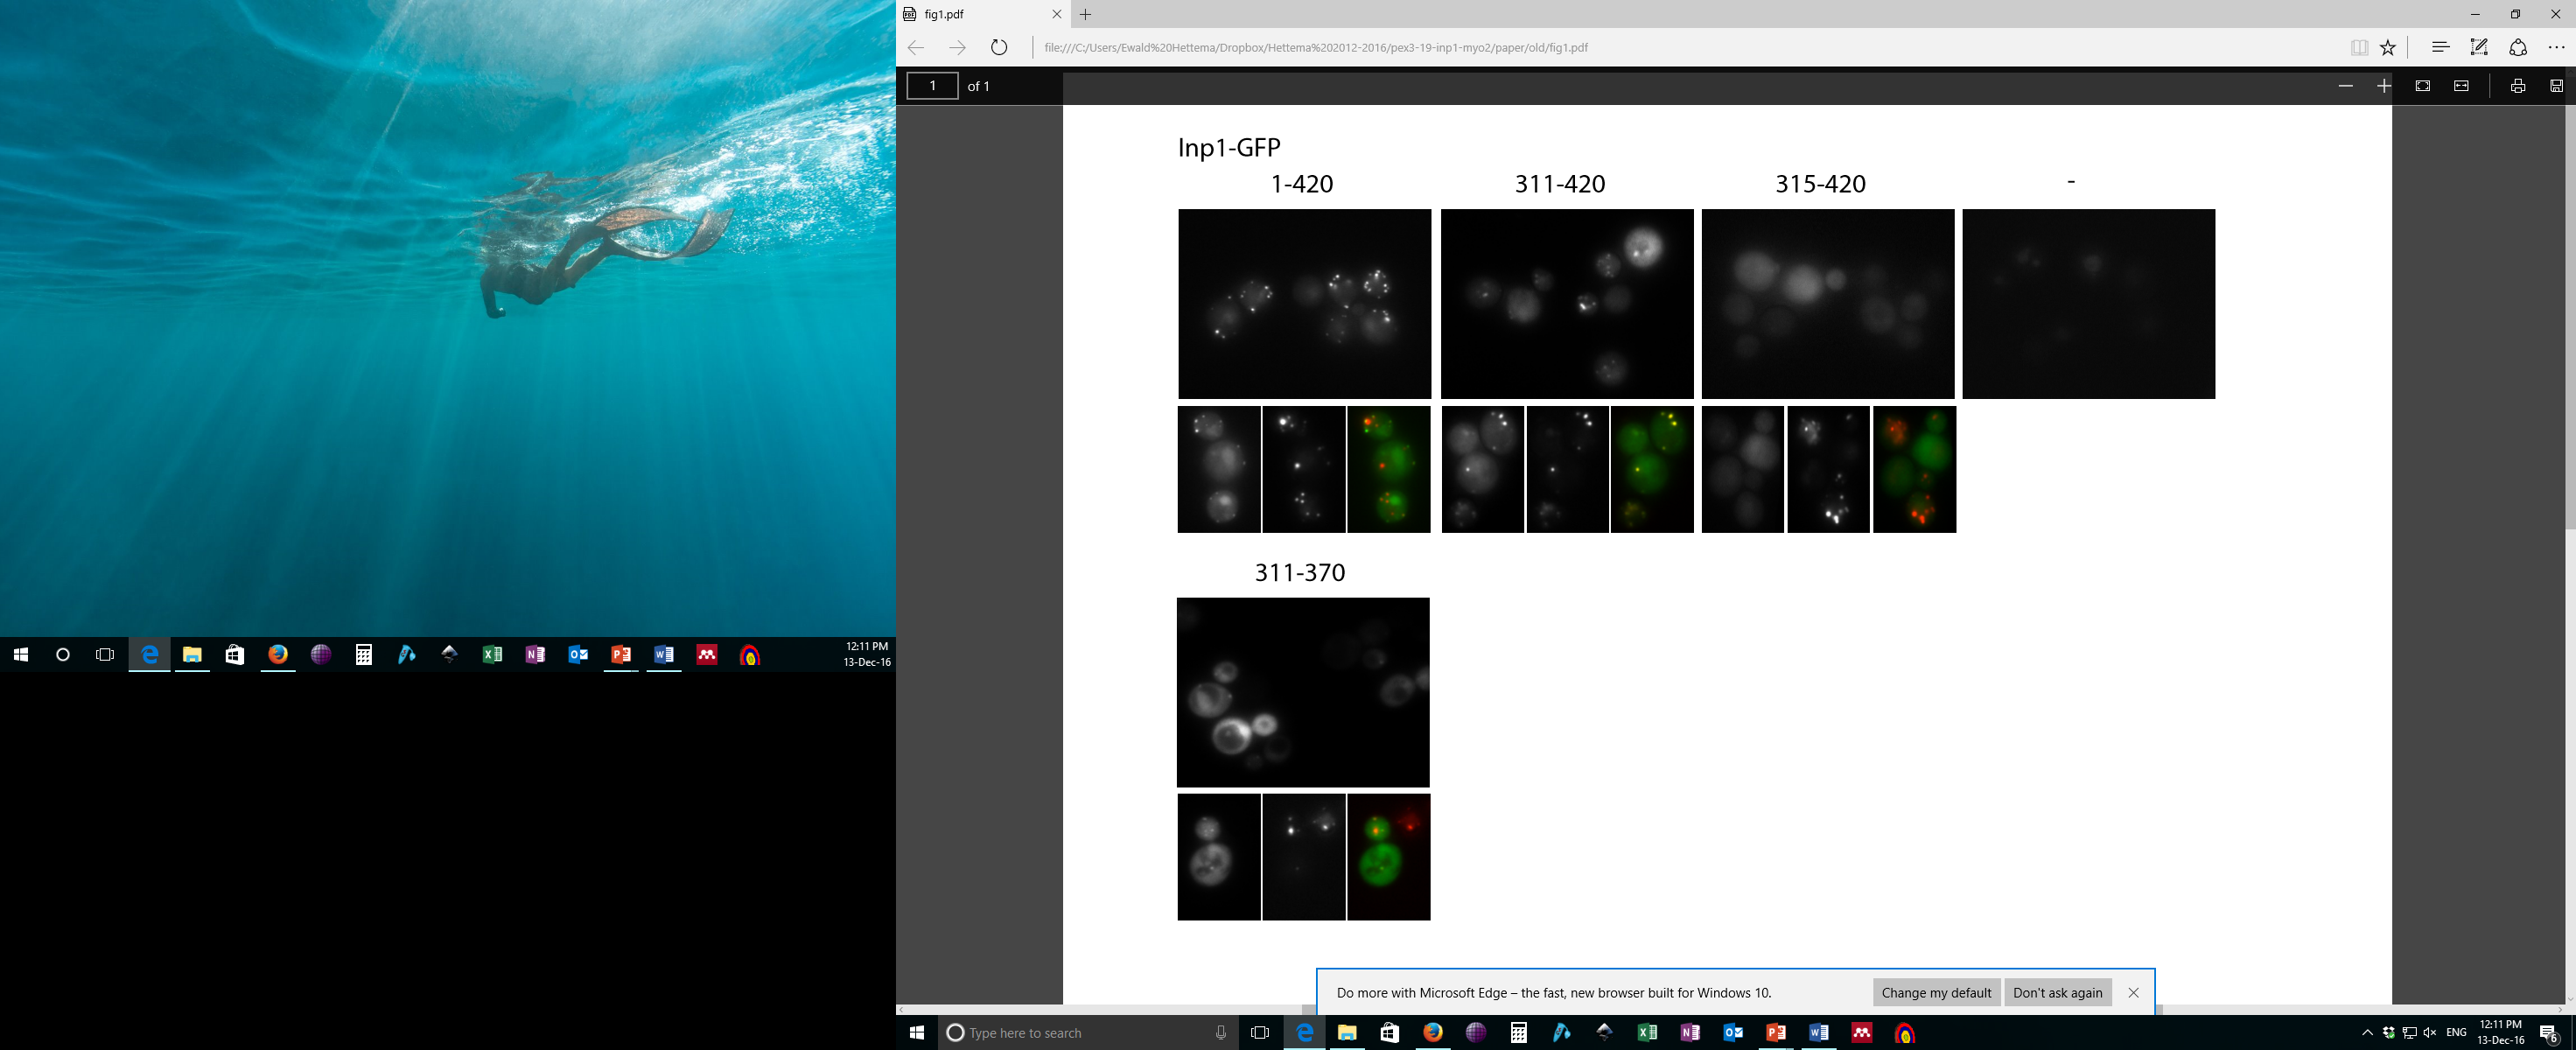 12:11 PM
13-Dec-16
fig1.pdf
file:///C:/Users/Ewald%20Hettema/Dropbox/Hettema%202012-2016/pex3-19-inp1-myo2/paper/old/fig1.pdf
1 of 1
Inp1-GFP
1-420 311-420 315-420 -
311-370
Do more with Microsoft Edge – the fast, new browser built for Windows 10. Change my default Don't ask again
Type here to search
ENG
12:11 PM
13-Dec-16
6